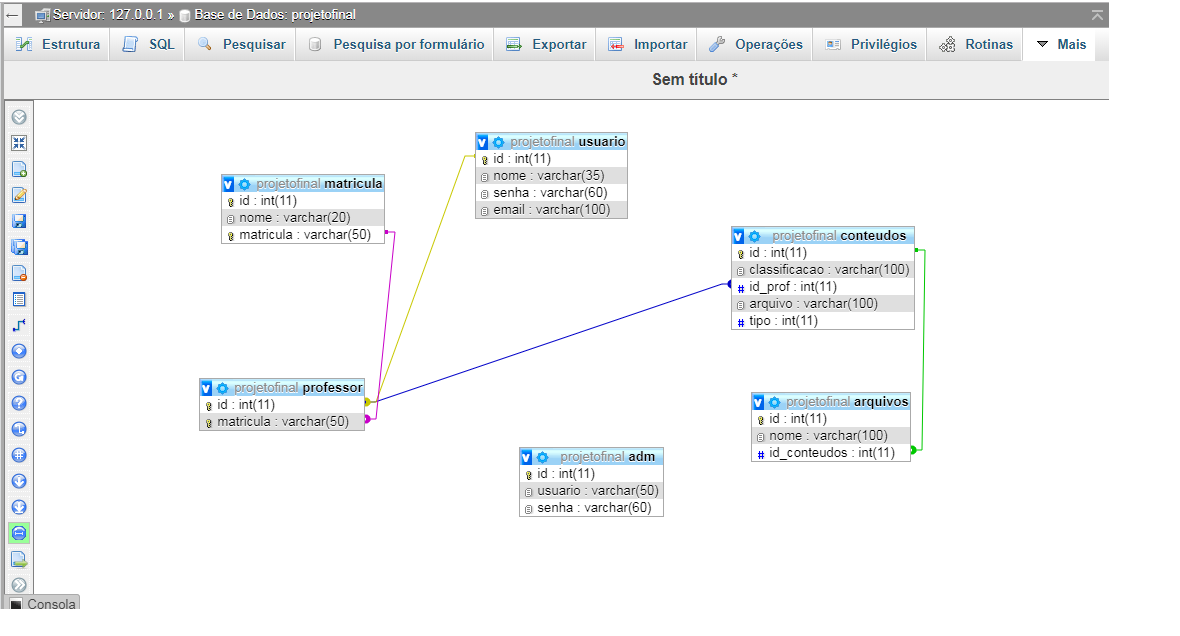 Servidor: 127.0.0.1 » Base de Dados: projetofinal
Estrutura SQL Pesquisar Pesquisa por formulário Exportar Importar Operações Privilégios Rotinas Mais
Sem título *
projetofinal usuario
id : int(11)
nome : varchar(35)
senha : varchar(60)
email : varchar(100)
projetofinal matricula
id : int(11)
nome : varchar(20)
matricula : varchar(50)
projetofinal conteudos
id : int(11)
classificacao : varchar(100)
# id_prof : int(11)
arquivo : varchar(100)
# tipo : int(11)
projetofinal professor
id : int(11)
matricula : varchar(50)
projetofinal arquivos
id : int(11)
nome : varchar(100)
# id_conteudos : int(11)
projetofinal adm
id : int(11)
usuario : varchar(50)
senha : varchar(60)
Consola